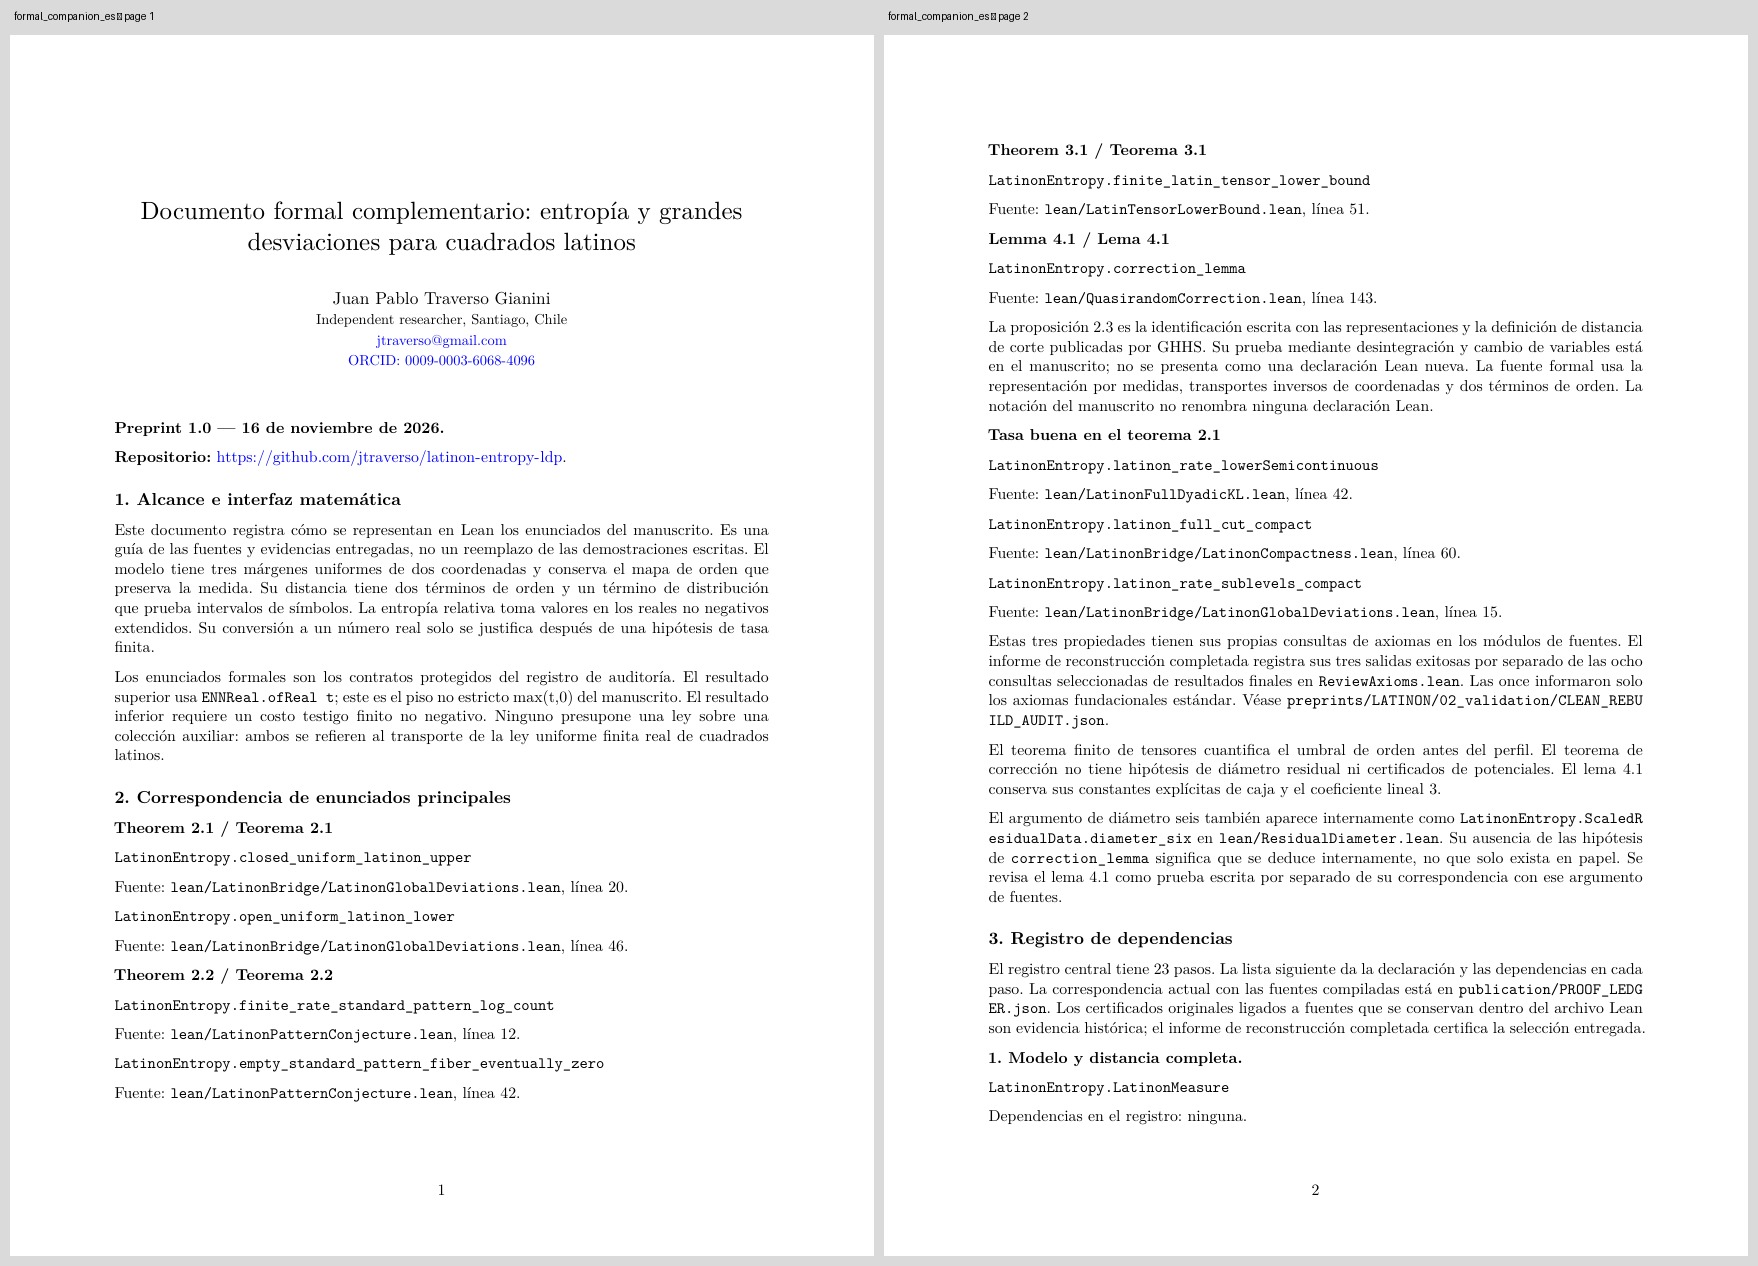 formal_companion_es page 1
Documento formal complementario: entropía y grandes
desviaciones para cuadrados latinos
Juan Pablo Traverso Gianini
Independent researcher, Santiago, Chile
jtraverso@gmail.com
ORCID: 0009-0003-6068-4096
Preprint 1.0 — 16 de noviembre de 2026.
Repositorio: https://github.com/jtraverso/latinon-entropy-ldp.
1. Alcance e interfaz matemática
Este documento registra cómo se representan en Lean los enunciados del manuscrito. Es una
guía de las fuentes y evidencias entregadas, no un reemplazo de las demostraciones escritas. El
modelo tiene tres márgenes uniformes de dos coordenadas y conserva el mapa de orden que
preserva la medida. Su distancia tiene dos términos de orden y un término de distribución
que prueba intervalos de símbolos. La entropía relativa toma valores en los reales no negativos
extendidos. Su conversión a un número real solo se justifica después de una hipótesis de tasa
finita.
Los enunciados formales son los contratos protegidos del registro de auditoría. El resultado
superior usa ENNReal.ofReal t; este es el piso no estricto max(t,0) del manuscrito. El resultado
inferior requiere un costo testigo finito no negativo. Ninguno presupone una ley sobre una
colección auxiliar: ambos se refieren al transporte de la ley uniforme finita real de cuadrados
latinos.
2. Correspondencia de enunciados principales
Theorem 2.1 / Teorema 2.1
LatinonEntropy.closed_uniform_latinon_upper
Fuente: lean/LatinonBridge/LatinonGlobalDeviations.lean, línea 20.
LatinonEntropy.open_uniform_latinon_lower
Fuente: lean/LatinonBridge/LatinonGlobalDeviations.lean, línea 46.
Theorem 2.2 / Teorema 2.2
LatinonEntropy.finite_rate_standard_pattern_log_count
Fuente: lean/LatinonPatternConjecture.lean, línea 12.
LatinonEntropy.empty_standard_pattern_fiber_eventually_zero
Fuente: lean/LatinonPatternConjecture.lean, línea 42.
1
formal_companion_es page 2
Theorem 3.1 / Teorema 3.1
LatinonEntropy.finite_latin_tensor_lower_bound
Fuente: lean/LatinTensorLowerBound.lean, línea 51.
Lemma 4.1 / Lema 4.1
LatinonEntropy.correction_lemma
Fuente: lean/QuasirandomCorrection.lean, línea 143.
La proposición 2.3 es la identificación escrita con las representaciones y la definición de distancia
de corte publicadas por GHHS. Su prueba mediante desintegración y cambio de variables está
en el manuscrito; no se presenta como una declaración Lean nueva. La fuente formal usa la
representación por medidas, transportes inversos de coordenadas y dos términos de orden. La
notación del manuscrito no renombra ninguna declaración Lean.
Tasa buena en el teorema 2.1
LatinonEntropy.latinon_rate_lowerSemicontinuous
Fuente: lean/LatinonFullDyadicKL.lean, línea 42.
LatinonEntropy.latinon_full_cut_compact
Fuente: lean/LatinonBridge/LatinonCompactness.lean, línea 60.
LatinonEntropy.latinon_rate_sublevels_compact
Fuente: lean/LatinonBridge/LatinonGlobalDeviations.lean, línea 15.
Estas tres propiedades tienen sus propias consultas de axiomas en los módulos de fuentes. El
informe de reconstrucción completada registra sus tres salidas exitosas por separado de las ocho
consultas seleccionadas de resultados finales en ReviewAxioms.lean. Las once informaron solo
los axiomas fundacionales estándar. Véase preprints/LATINON/02_validation/CLEAN_REBU
ILD_AUDIT.json.
El teorema finito de tensores cuantifica el umbral de orden antes del perfil. El teorema de
corrección no tiene hipótesis de diámetro residual ni certificados de potenciales. El lema 4.1
conserva sus constantes explícitas de caja y el coeficiente lineal 3.
El argumento de diámetro seis también aparece internamente como LatinonEntropy.ScaledR
esidualData.diameter_six en lean/ResidualDiameter.lean. Su ausencia de las hipótesis
de correction_lemma significa que se deduce internamente, no que solo exista en papel. Se
revisa el lema 4.1 como prueba escrita por separado de su correspondencia con ese argumento
de fuentes.
3. Registro de dependencias
El registro central tiene 23 pasos. La lista siguiente da la declaración y las dependencias en cada
paso. La correspondencia actual con las fuentes compiladas está en publication/PROOF_LEDG
ER.json. Los certificados originales ligados a fuentes que se conservan dentro del archivo Lean
son evidencia histórica; el informe de reconstrucción completada certifica la selección entregada.
1. Modelo y distancia completa.
LatinonEntropy.LatinonMeasure
Dependencias en el registro: ninguna.
2